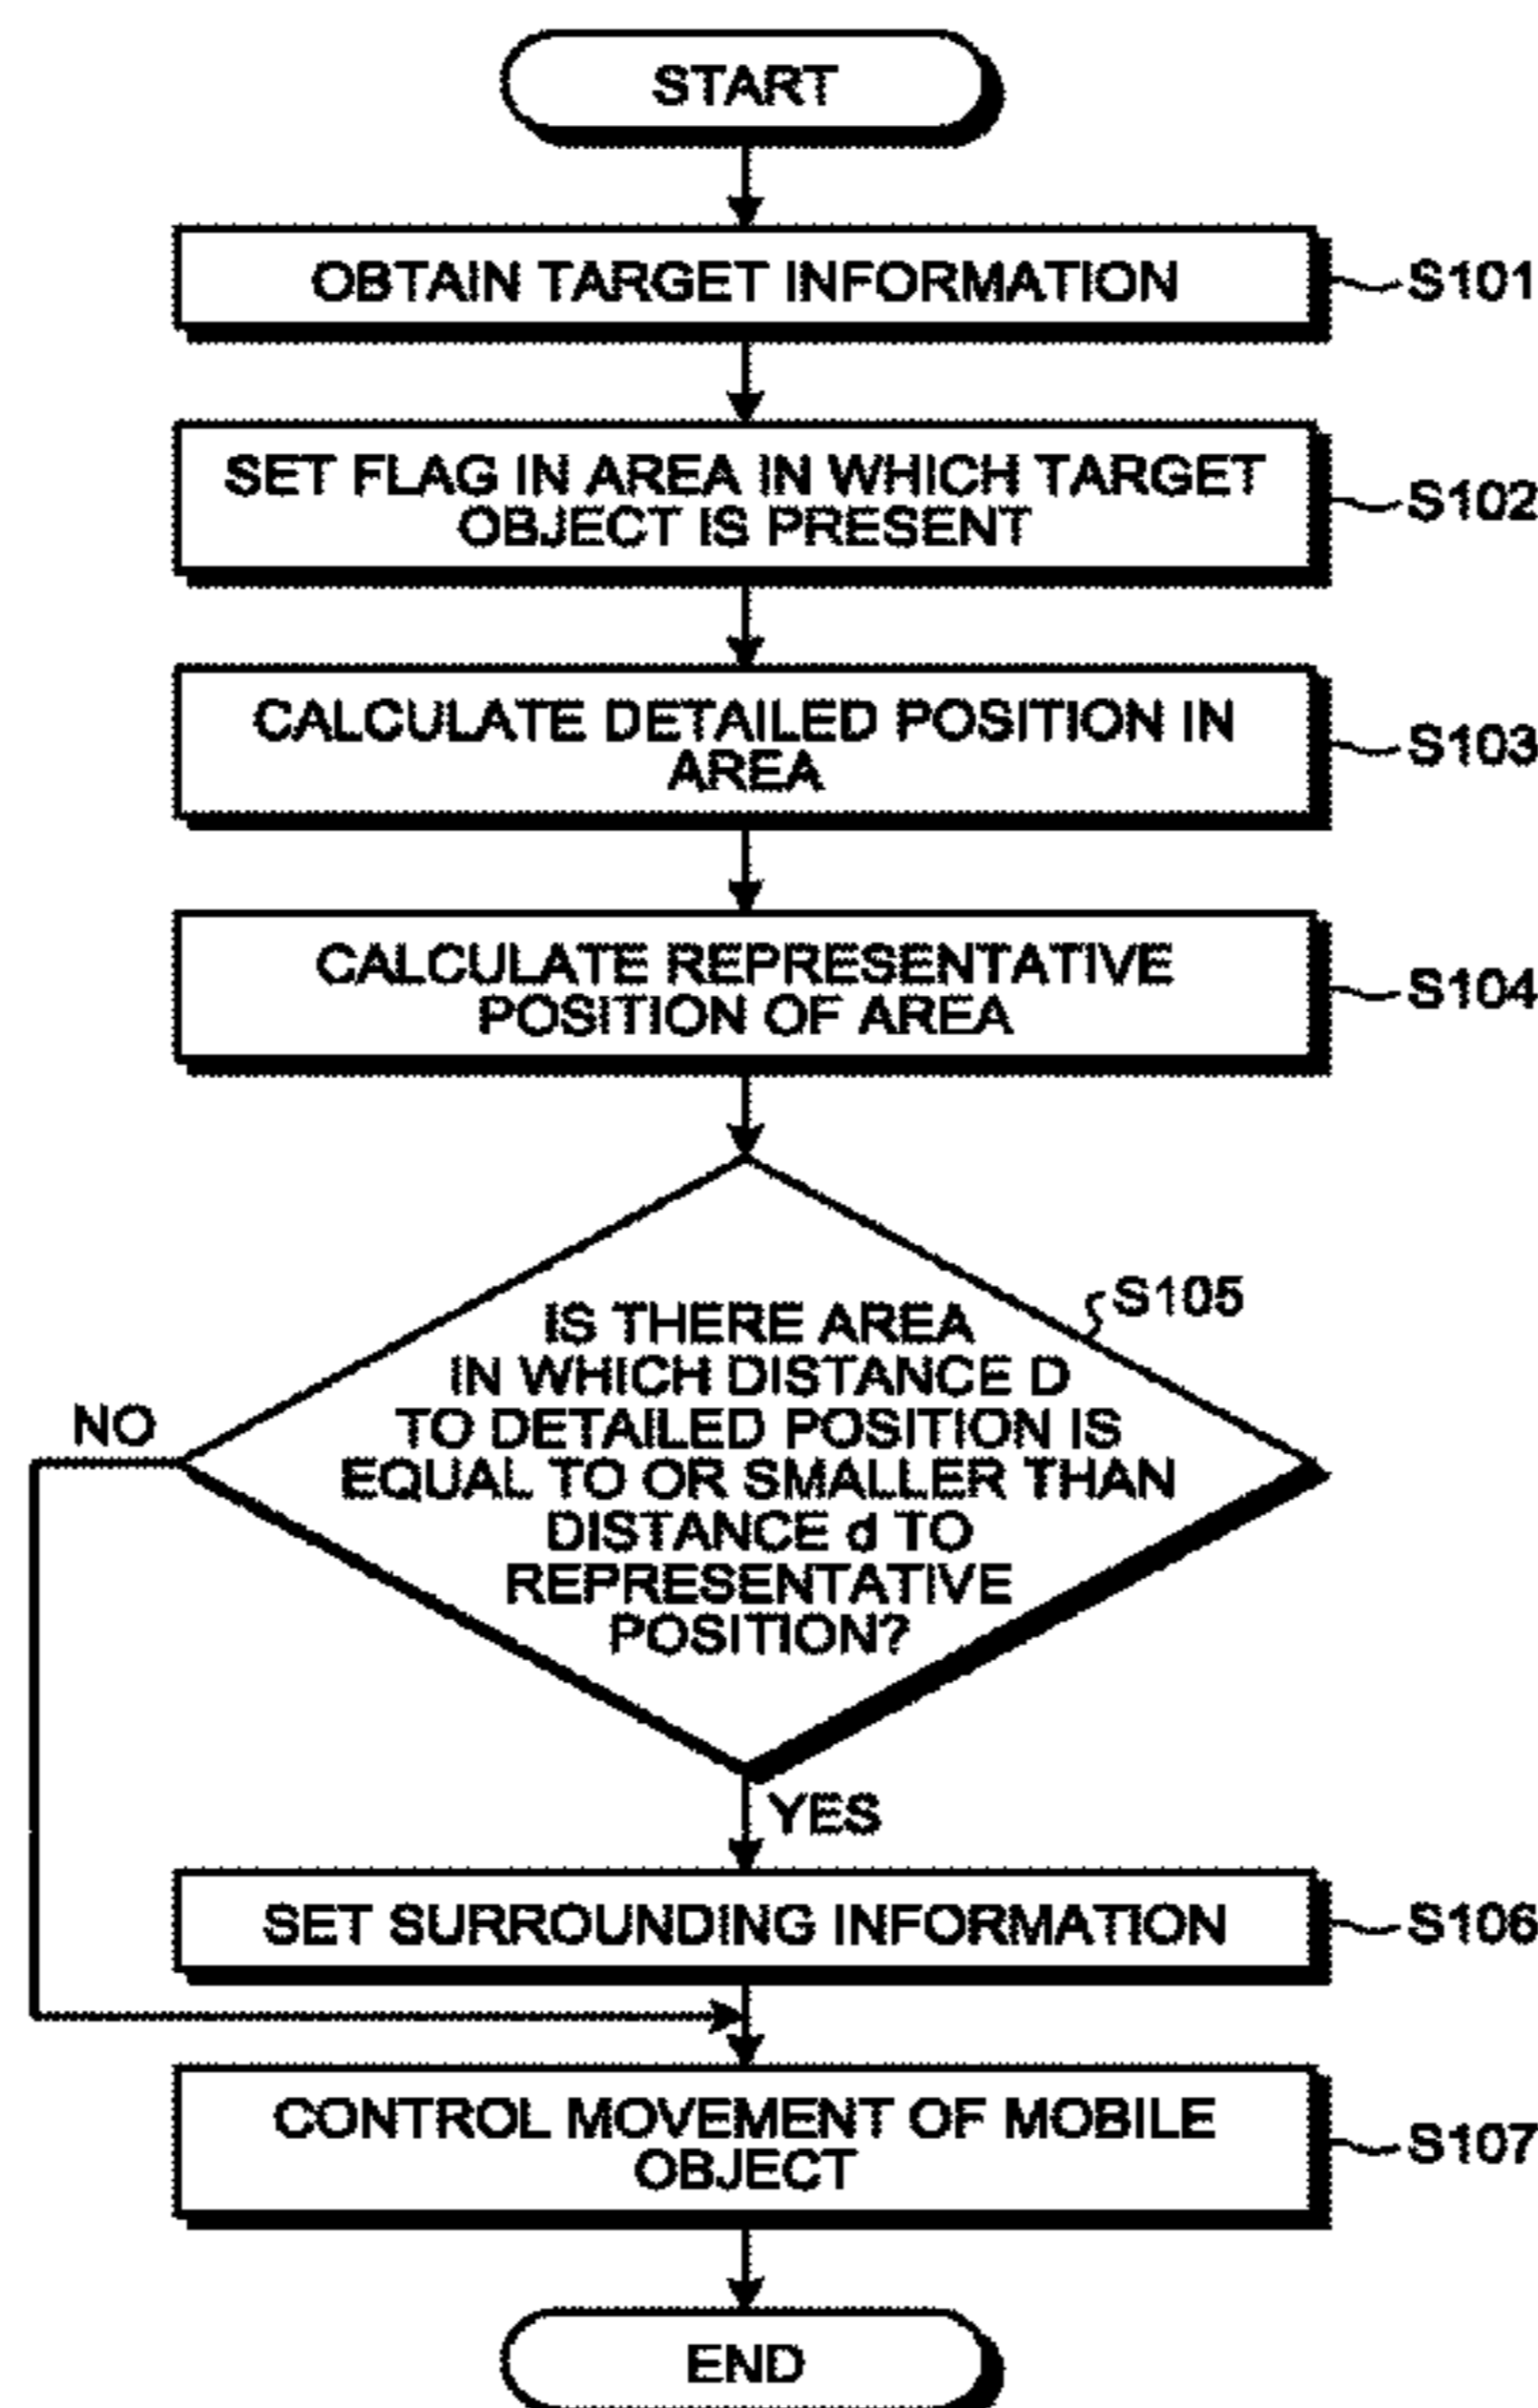 START
OBTAIN TARGET INFORMATION
S101
SET FLAG IN AREA IN WHICH TARGET
OBJECT IS PRESENT
S102
CALCULATE DETAILED POSITION IN
AREA
S103
CALCULATE REPRESENTATIVE
POSITION OF AREA
S104
S105
IS THERE AREA
IN WHICH DISTANCE D
TO DETAILED POSITION IS
EQUAL TO OR SMALLER THAN
DISTANCE d TO
REPRESENTATIVE
POSITION?
NO
YES
SET SURROUNDING INFORMATION
S106
CONTROL MOVEMENT OF MOBILE
OBJECT
S107
END